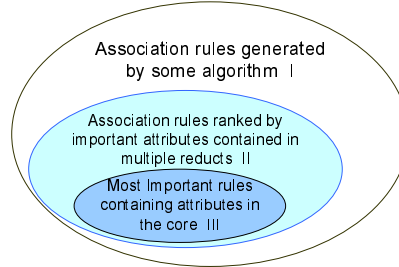 Association rules generated
by some algorithm I
Association rules ranked by
important attributes contained in
multiple reducts II
Most Important rules
containing attributes in
the core III